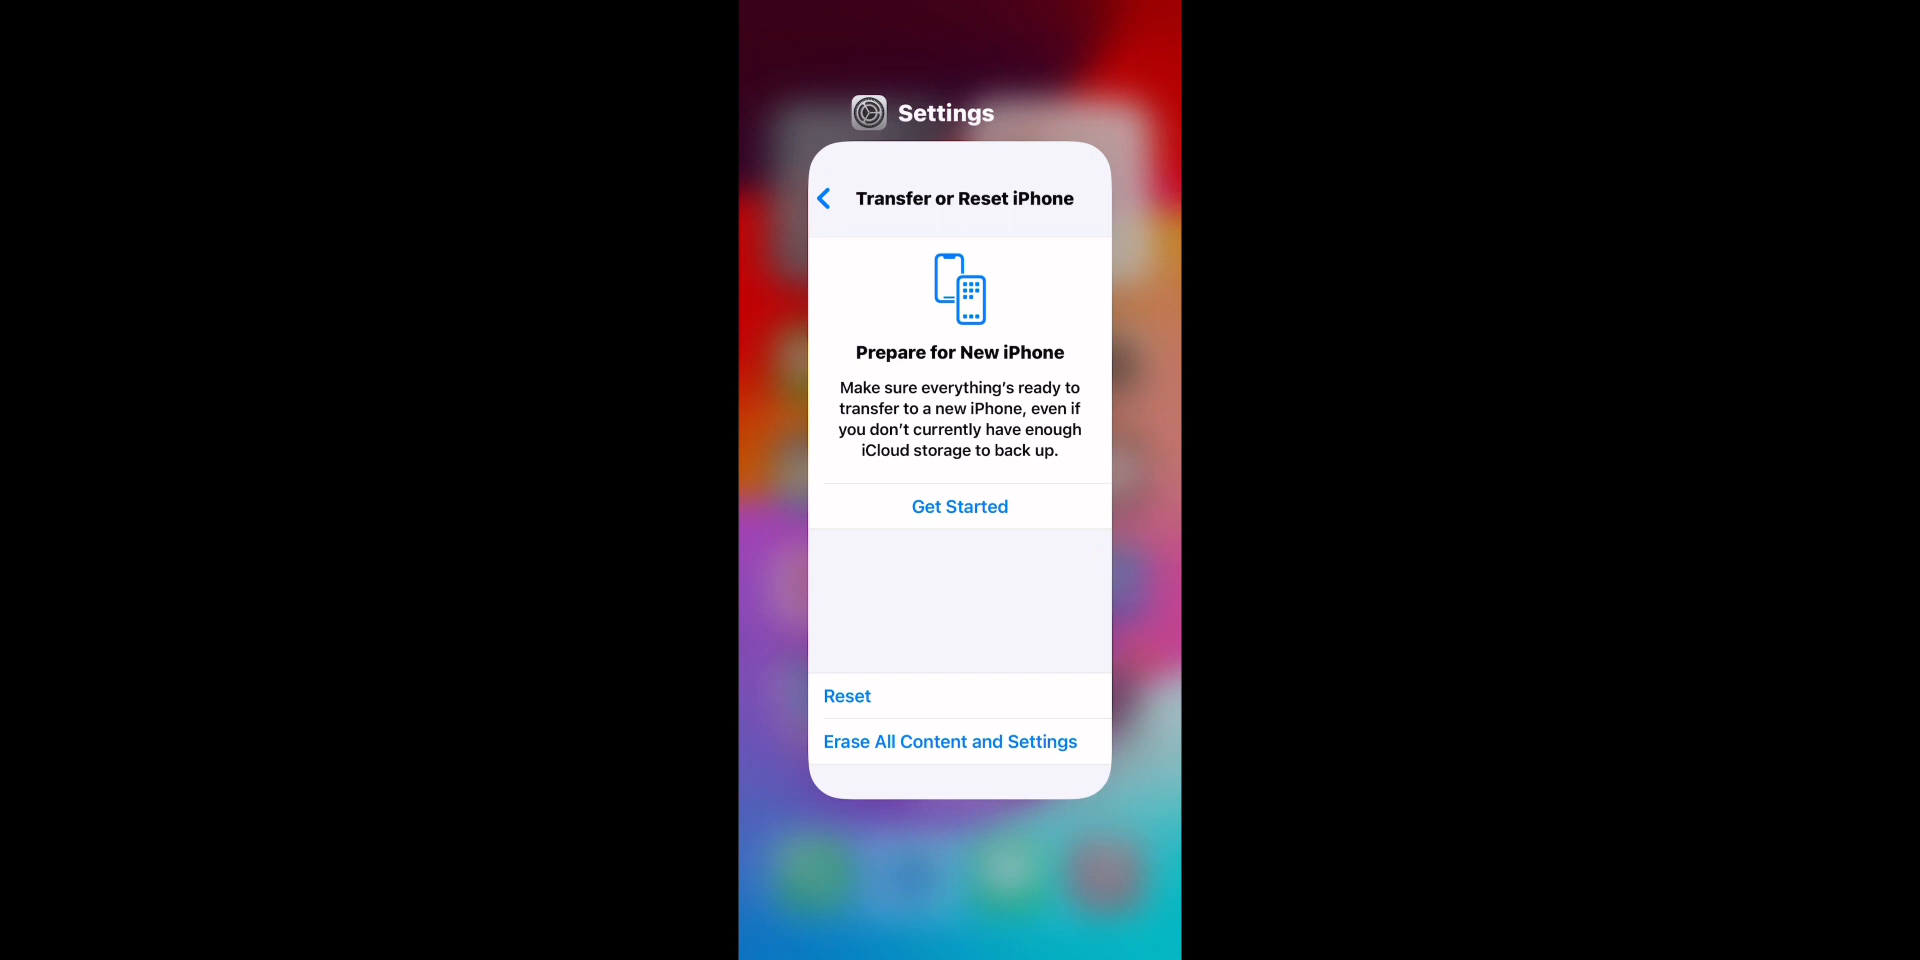 Settings
Transfer or Reset iPhone
Prepare for New iPhone
Make sure everything's ready to
transfer to a new iPhone, even if
you don't currently have enough
iCloud storage to back up.
Get Started
Reset
Erase All Content and Settings